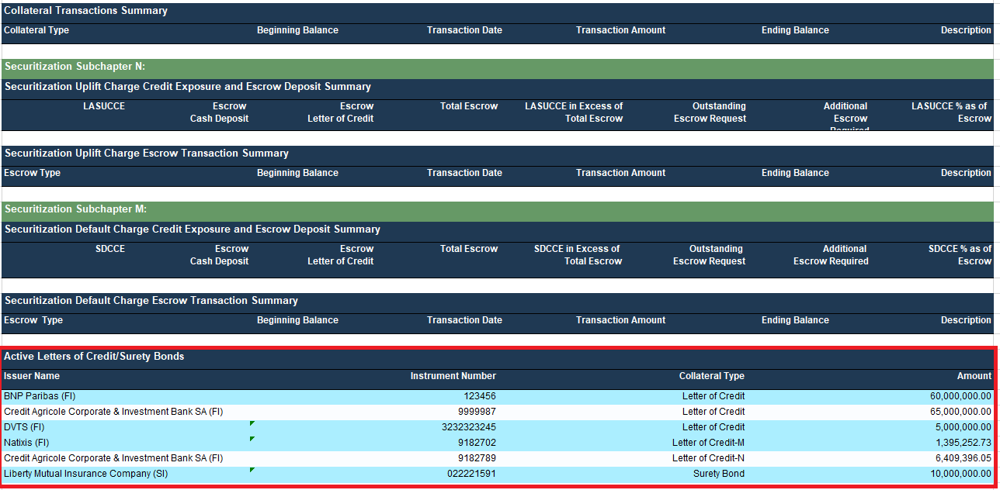 Collateral Transactions Summary
Collateral Type Beginning Balance Transaction Date Transaction Amount Ending Balance Description
Securitization Subchapter N:
Securitization Uplift Charge Credit Exposure and Escrow Deposit Summary
LASUCCE Escrow Escrow Total Escrow LASUCCE in Excess of Outstanding Additional LASUCCE % as of
Cash Deposit Letter of Credit Total Escrow Escrow Request Escrow Escrow
Required
Securitization Uplift Charge Escrow Transaction Summary
Escrow Type Beginning Balance Transaction Date Transaction Amount Ending Balance Description
Securitization Subchapter M:
Securitization Default Charge Credit Exposure and Escrow Deposit Summary
SDCCE Escrow Escrow Total Escrow SDCCE in Excess of Outstanding Additional SDCCE % as of
Cash Deposit Letter of Credit Total Escrow Escrow Request Escrow Required Escrow
Securitization Default Charge Escrow Transaction Summary
Escrow Type Beginning Balance Transaction Date Transaction Amount Ending Balance Description
Active Letters of Credit/Surety Bonds
Issuer Name Instrument Number Collateral Type Amount
BNP Paribas (FI) 123456 Letter of Credit 60,000,000.00
Credit Agricole Corporate & Investment Bank SA (FI) 9999987 Letter of Credit 65,000,000.00
DVTS (FI) 3232323245 Letter of Credit 5,000,000.00
Natixis (FI) 9182702 Letter of Credit-M 1,395,252.73
Credit Agricole Corporate & Investment Bank SA (FI) 9182789 Letter of Credit-N 6,409,396.05
Liberty Mutual Insurance Company (SI) 022221591 Surety Bond 10,000,000.00